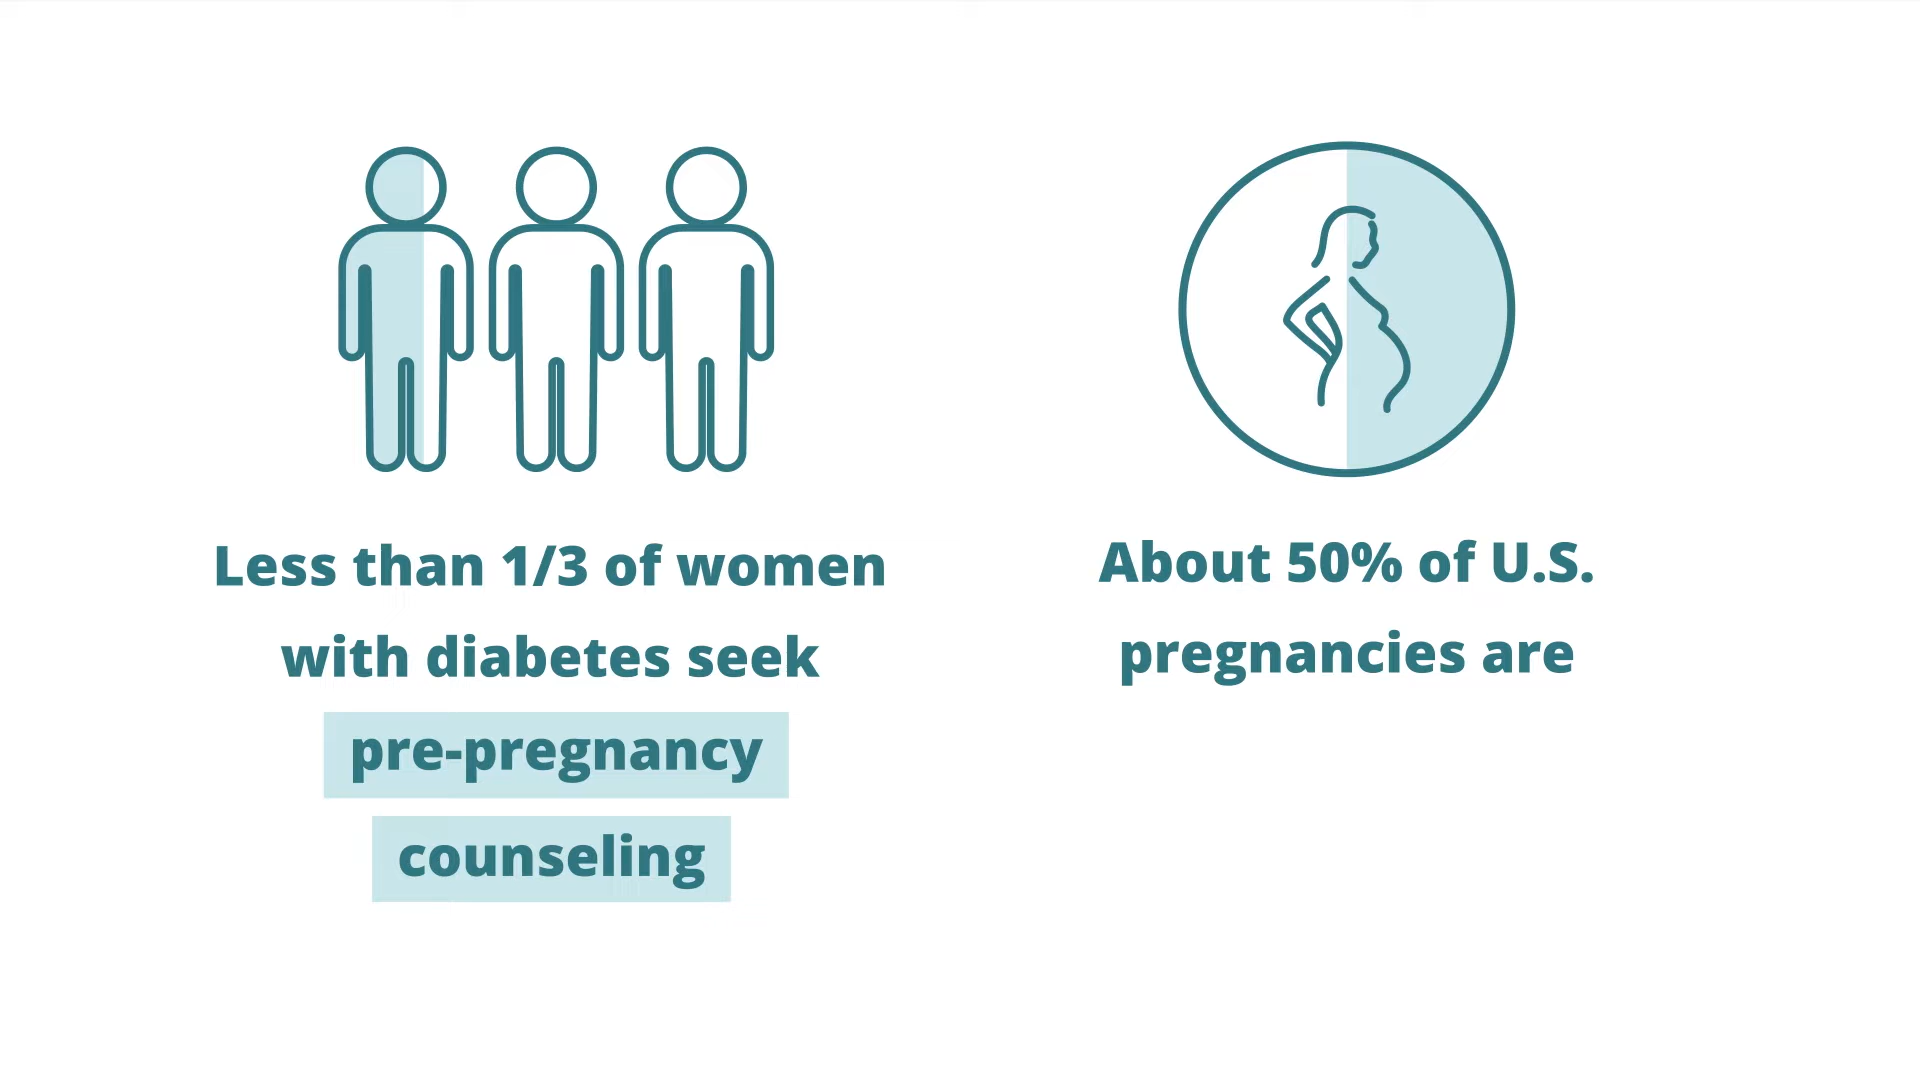 Less than 1/3 of women
with diabetes seek
pre-pregnancy
counseling
About 50% of U.S.
pregnancies are